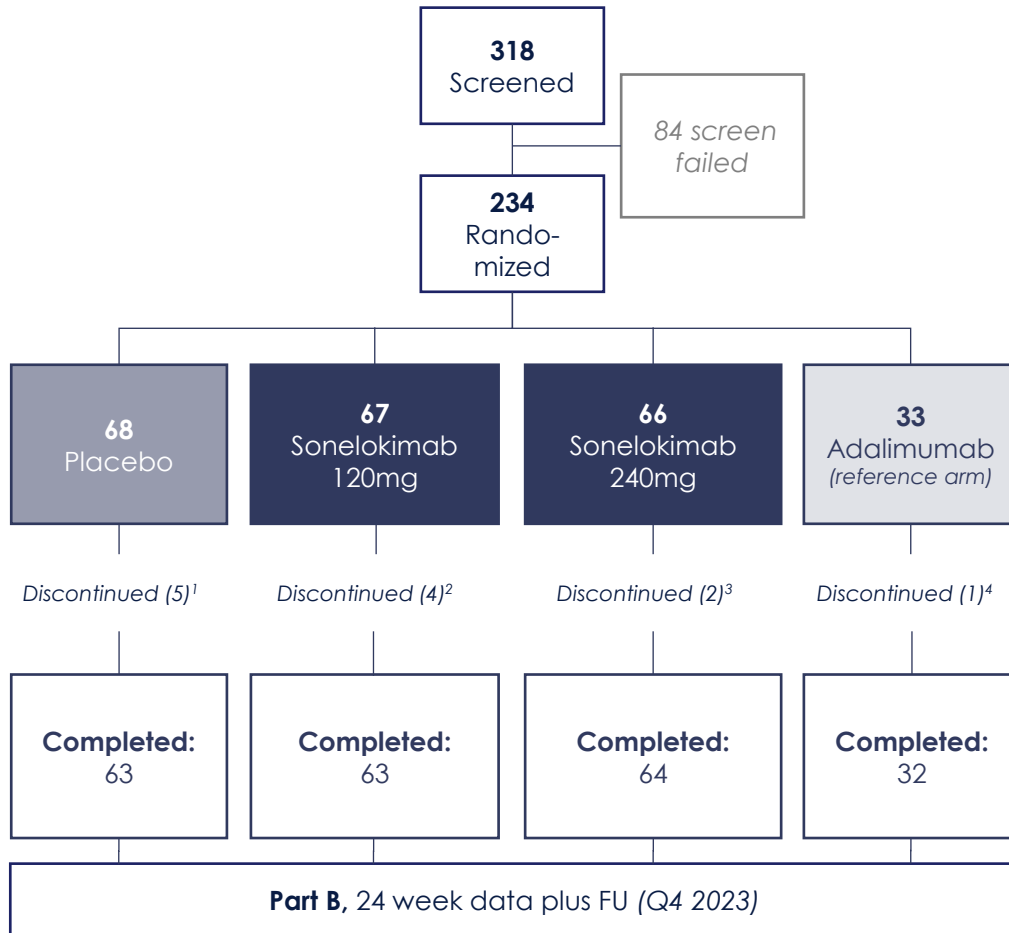 318
Screened
84 screen
failed
234
Rando-
mized
68
Placebo
67
Sonelokimab
120mg
66
Sonelokimab
240mg
33
Adalimumab
(reference arm)
Discontinued (5)¹
Discontinued (4)²
Discontinued (2)³
Discontinued (1)⁴
Completed:
63
Completed:
63
Completed:
64
Completed:
32
Part B, 24 week data plus FU (Q4 2023)